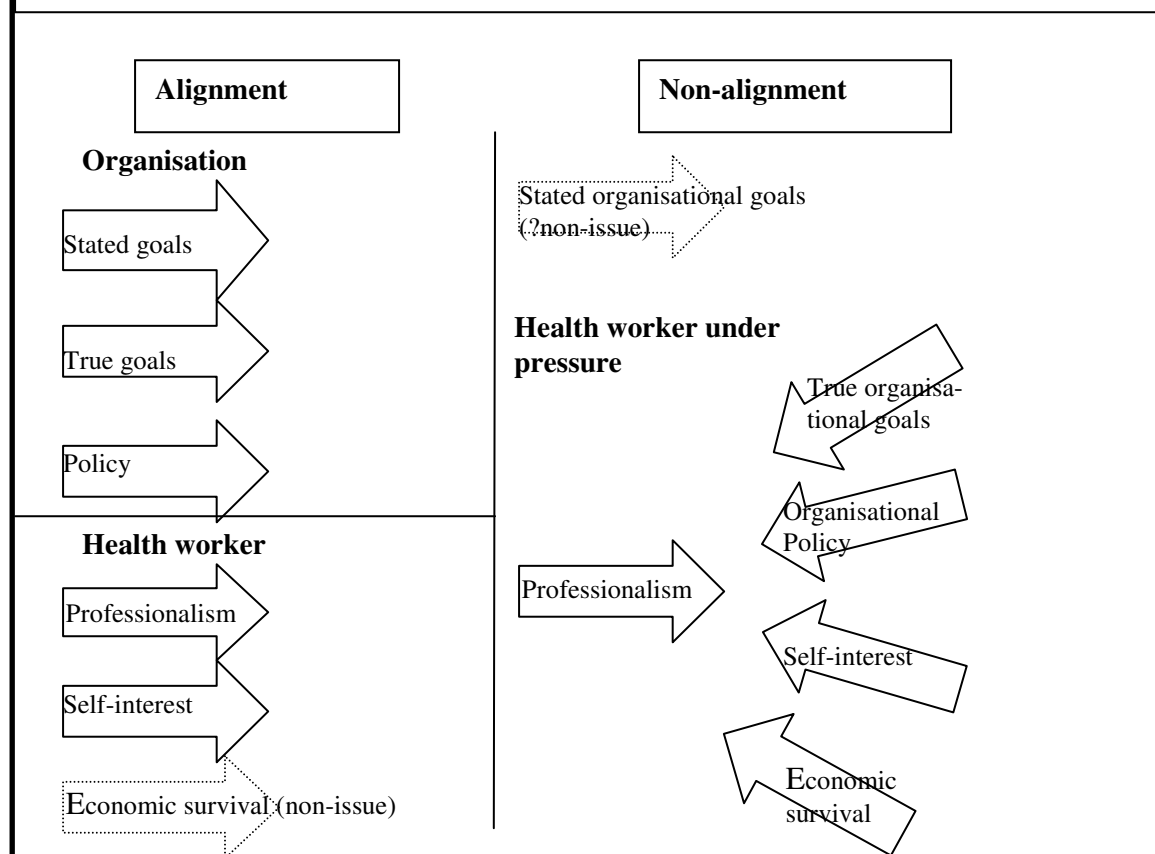 Alignment
Organisation
Stated goals
True goals
Policy
Health worker
Professionalism
Self-interest
Economic survival (non-issue)
Non-alignment
Stated organisational goals
(?non-issue)
Health worker under
pressure
True organisa-
tional goals
Organisational
Policy
Professionalism
Self-interest
Economic
survival